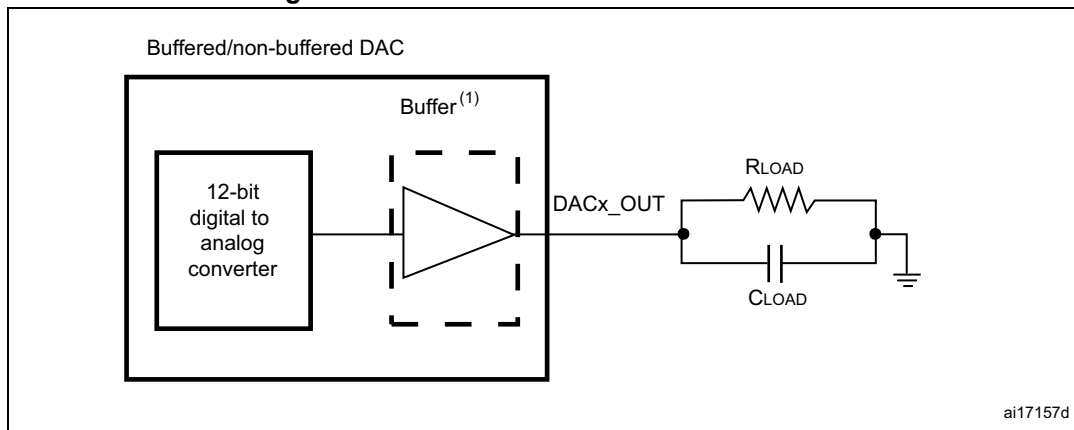 Buffered/non-buffered DAC
Buffer(1)
12-bit
digital to
analog
converter
DACx_OUT
RLOAD
CLOAD
ai17157d